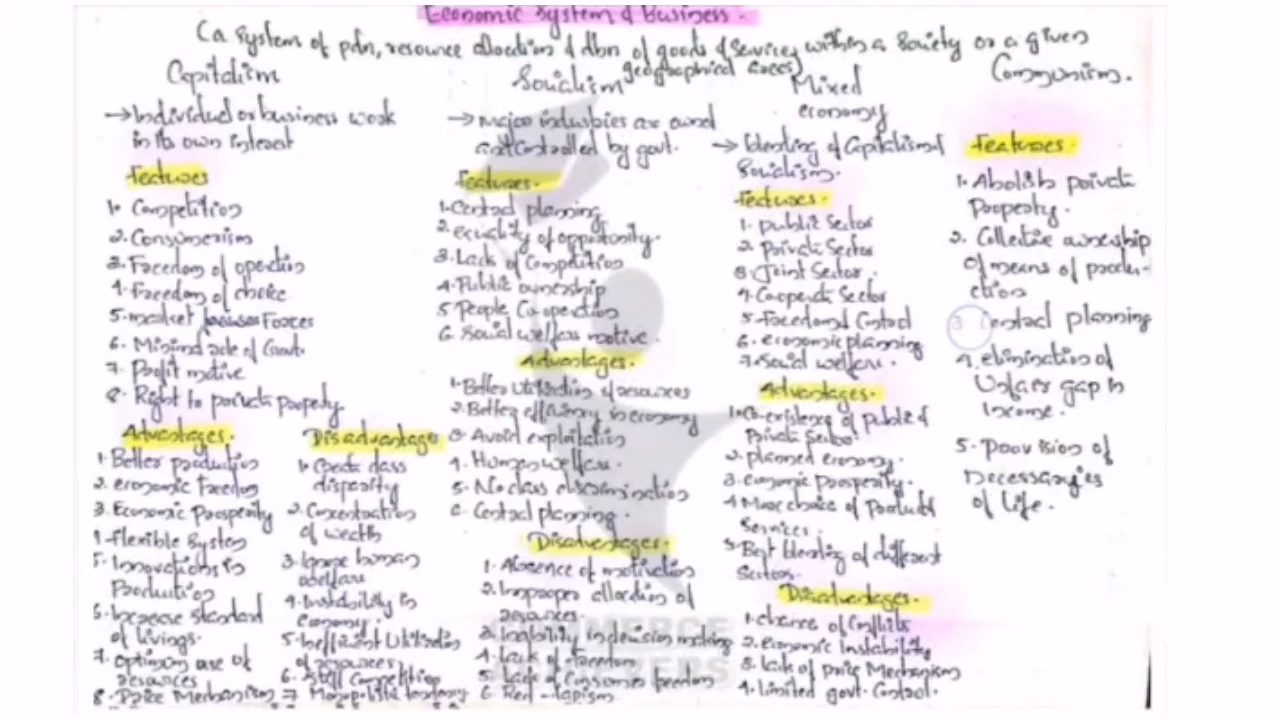 Economic System & Business.
(a system of pdn, resource allocation & dbn of goods & services within a society or a given
geographical area)
Capitalism
→ Individual or business work
in its own interest
Features
1. Competition
2. Consumerism
3. Freedom of operation
4. Freedom of choice
5. market Forces
6. Minimal role of Govt.
7. Profit motive
8. Right to private property
Advantages.
1. Better production
2. economic freedom
3. Economic Prosperity
4. flexible System
5. Innovations in
Production
6. Increase standard
of livings.
7. optimum use of
resources
8. Price Mechanism
Disadvantages
1. Create class
disparity
2. Concentration
of wealth
3. Ignore human
welfare
4. Instability in
economy.
5. Inefficient Utilization
of resources
6. Stiff Competition
7. Monopolistic tendency
Socialism
→ Major industries are owned
and controlled by govt.
Features.
1. Central planning
2. equality of opportunity.
3. Lack of Competition
4. Public ownership
5. People Co-operation
6. Social welfare motive.
Advantages.
1. Better Utilization of resources
2. Better efficiency in economy
3. Avoid exploitation
4. Human welfare.
5. No class discrimination
6. Central planning.
Disadvantages.
1. Absence of motivation
2. Improper allocation of
resources.
3. Inability in decision making
4. Lack of freedom
5. Lack of Consumer freedom
6. Red-tapism
Mixed
economy
→ blending of Capitalism &
Socialism.
Features.
1. public Sector
2. Private Sector
3. Joint Sector.
4. Cooperate Sector
5. Freedom & Control
6. economic planning
7. Social welfare.
Advantages.
1. Co-existence of public &
Private Sector
2. planned economy.
3. economic prosperity.
4. More choice of Products
Services.
5. Best blending of different
Sectors.
Disadvantages.
1. chance of Conflicts
2. economic Instability
3. lack of price Mechanism
4. limited govt. Control.
Communism.
Features.
1. Abolish private
Property.
2. Collective ownership
of means of produc-
ction
3. Central planning
4. elimination of
Unfair gap in
income.
5. Provision of
necessary's
of life.
COMMERCE
ACHIEVERS